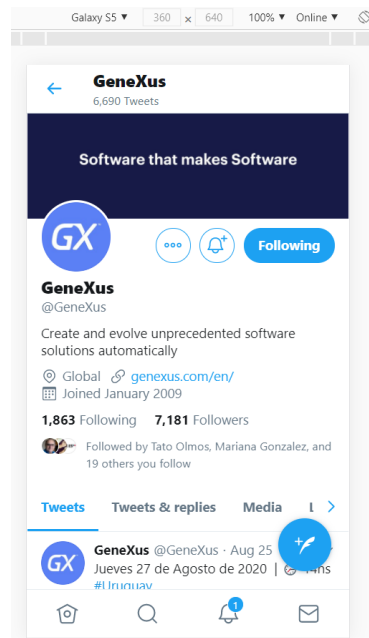 Galaxy S5 ▼ 360 x 640 100% ▼ Online ▼
GeneXus
6,690 Tweets
Software that makes Software
GX
Following
GeneXus
@GeneXus
Create and evolve unprecedented software
solutions automatically
Global genexus.com/en/
Joined January 2009
1,863 Following 7,181 Followers
Followed by Tato Olmos, Mariana Gonzalez, and
19 others you follow
Tweets Tweets & replies Media L
GX
GeneXus @GeneXus · Aug 25
Jueves 27 de Agosto de 2020 |
#Uruguay
1